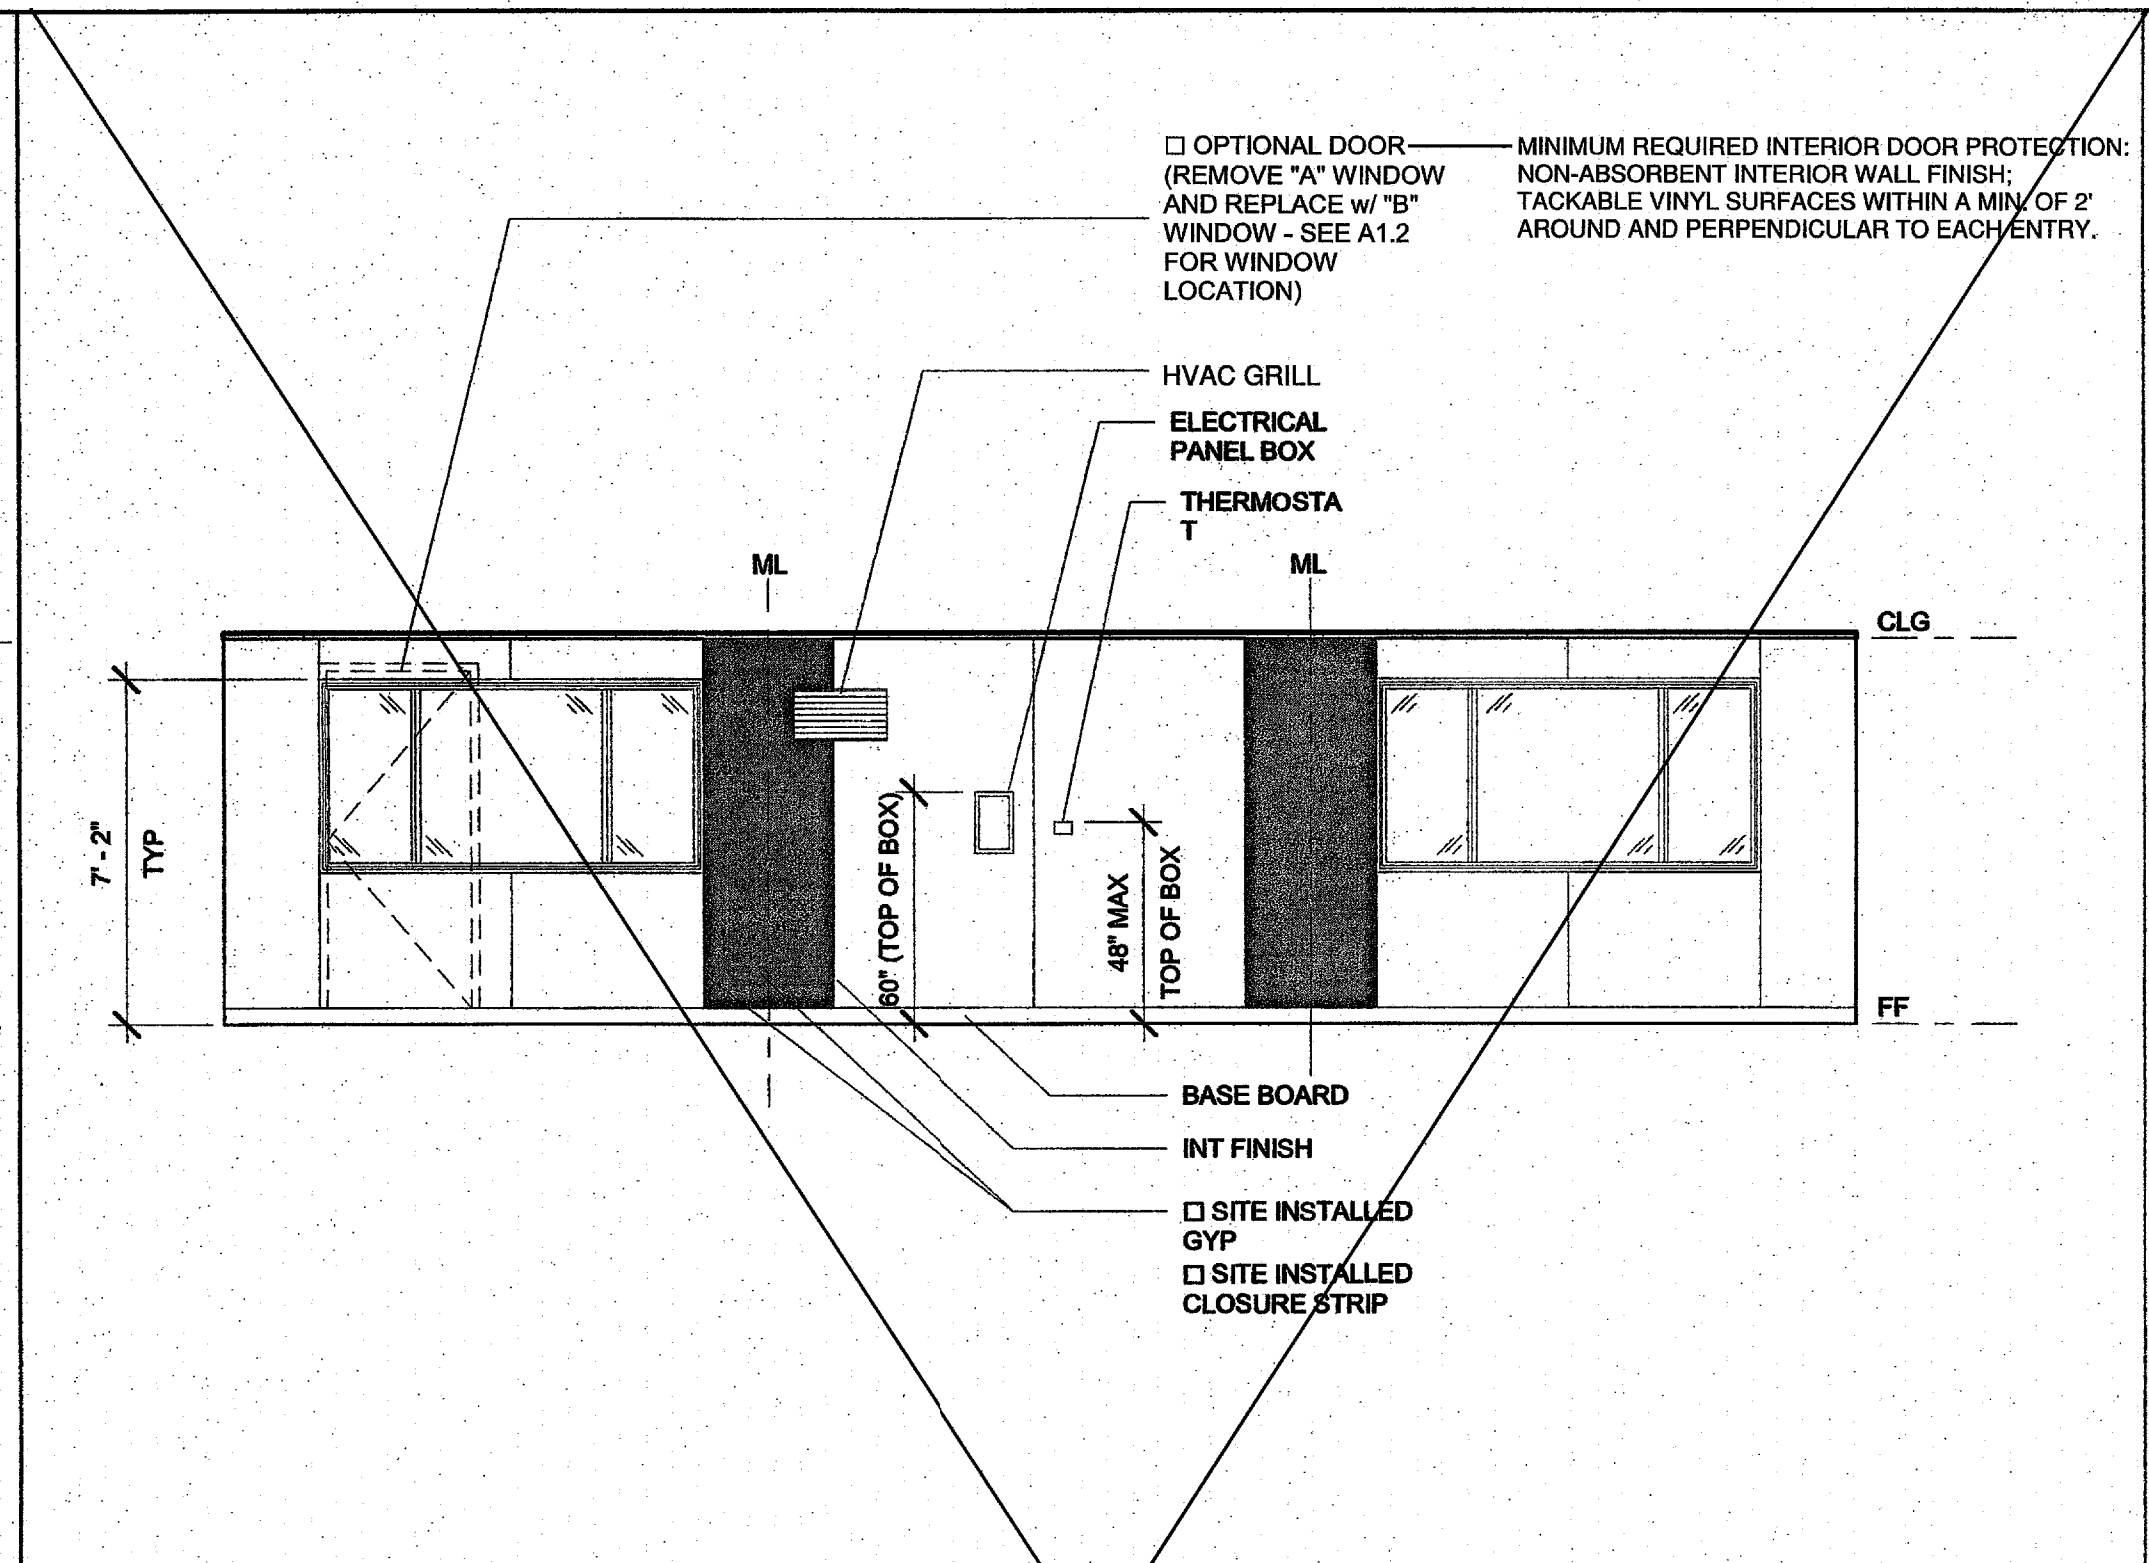 ☐ OPTIONAL DOOR
(REMOVE "A" WINDOW
AND REPLACE w/ "B"
WINDOW - SEE A1.2
FOR WINDOW
LOCATION)
MINIMUM REQUIRED INTERIOR DOOR PROTECTION:
NON-ABSORBENT INTERIOR WALL FINISH;
TACKABLE VINYL SURFACES WITHIN A MIN. OF 2'
AROUND AND PERPENDICULAR TO EACH ENTRY.
HVAC GRILL
ELECTRICAL
PANEL BOX
THERMOSTA
T
ML
ML
CLG
7' - 2"
TYP
60" (TOP OF BOX)
48" MAX
TOP OF BOX
FF
BASE BOARD
INT FINISH
☐ SITE INSTALLED
GYP
☐ SITE INSTALLED
CLOSURE STRIP